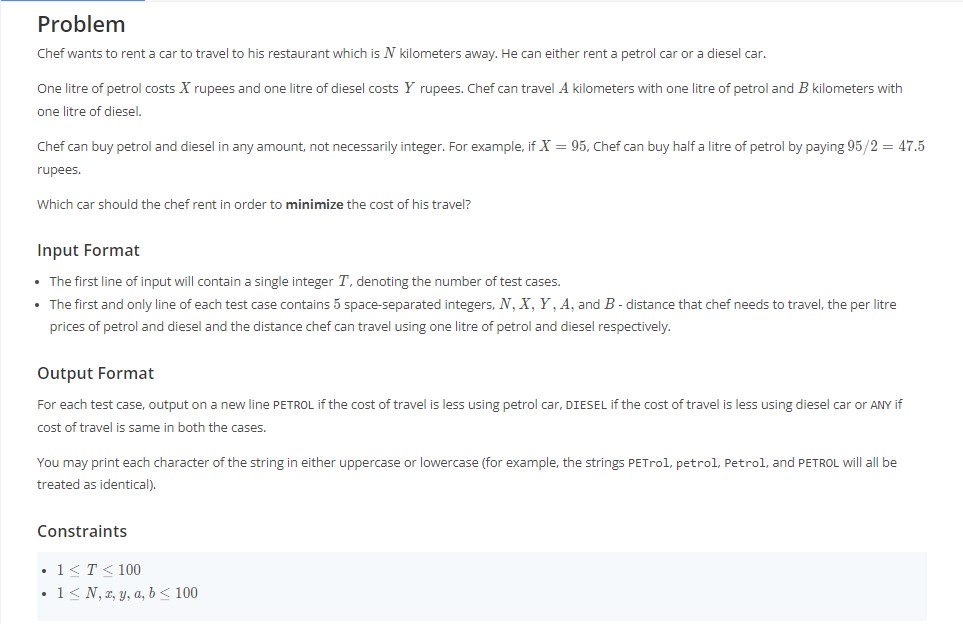 Problem
Chef wants to rent a car to travel to his restaurant which is N kilometers away. He can either rent a petrol car or a diesel car.
One litre of petrol costs X rupees and one litre of diesel costs Y rupees. Chef can travel A kilometers with one litre of petrol and B kilometers with
one litre of diesel.
Chef can buy petrol and diesel in any amount, not necessarily integer. For example, if X = 95, Chef can buy half a litre of petrol by paying 95/2 = 47.5
rupees.
Which car should the chef rent in order to minimize the cost of his travel?
Input Format
• The first line of input will contain a single integer T, denoting the number of test cases.
• The first and only line of each test case contains 5 space-separated integers, N, X, Y, A, and B - distance that chef needs to travel, the per litre
prices of petrol and diesel and the distance chef can travel using one litre of petrol and diesel respectively.
Output Format
For each test case, output on a new line PETROL if the cost of travel is less using petrol car, DIESEL if the cost of travel is less using diesel car or ANY if
cost of travel is same in both the cases.
You may print each character of the string in either uppercase or lowercase (for example, the strings PETrol, petrol, Petrol, and PETROL will all be
treated as identical).
Constraints
• 1 ≤ T ≤ 100
• 1 ≤ N, x, y, a, b ≤ 100